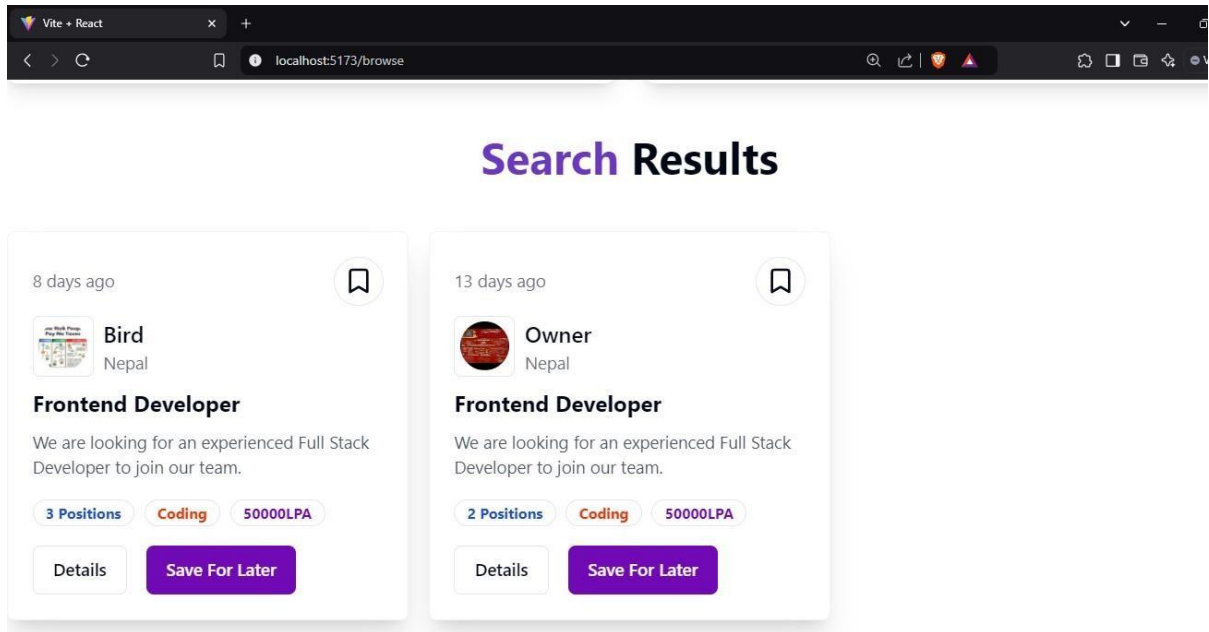 Vite + React
localhost:5173/browse
Search Results
8 days ago
Bird
Nepal
Frontend Developer
We are looking for an experienced Full Stack
Developer to join our team.
3 Positions Coding 50000LPA
Details Save For Later
13 days ago
Owner
Nepal
Frontend Developer
We are looking for an experienced Full Stack
Developer to join our team.
2 Positions Coding 50000LPA
Details Save For Later